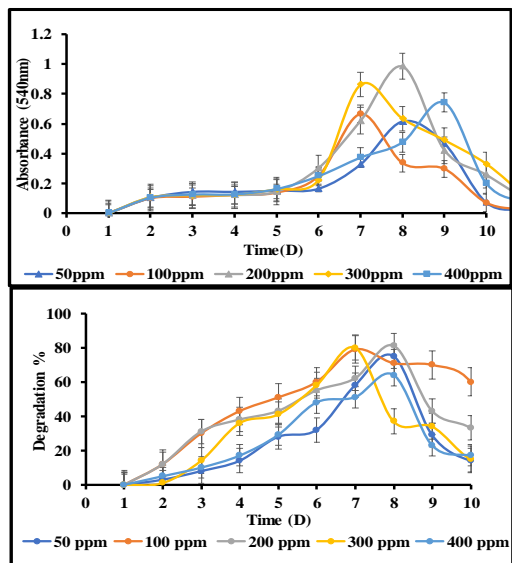 Absorbance (540nm)
1.2
1
0.8
0.6
0.4
0.2
0
0 1 2 3 4 5 6 7 8 9 10
Time(D)
50ppm 100ppm 200ppm 300ppm 400ppm
Degradation %
100
80
60
40
20
0
0 1 2 3 4 5 6 7 8 9 10
Time (D)
50 ppm 100 ppm 200 ppm 300 ppm 400 ppm